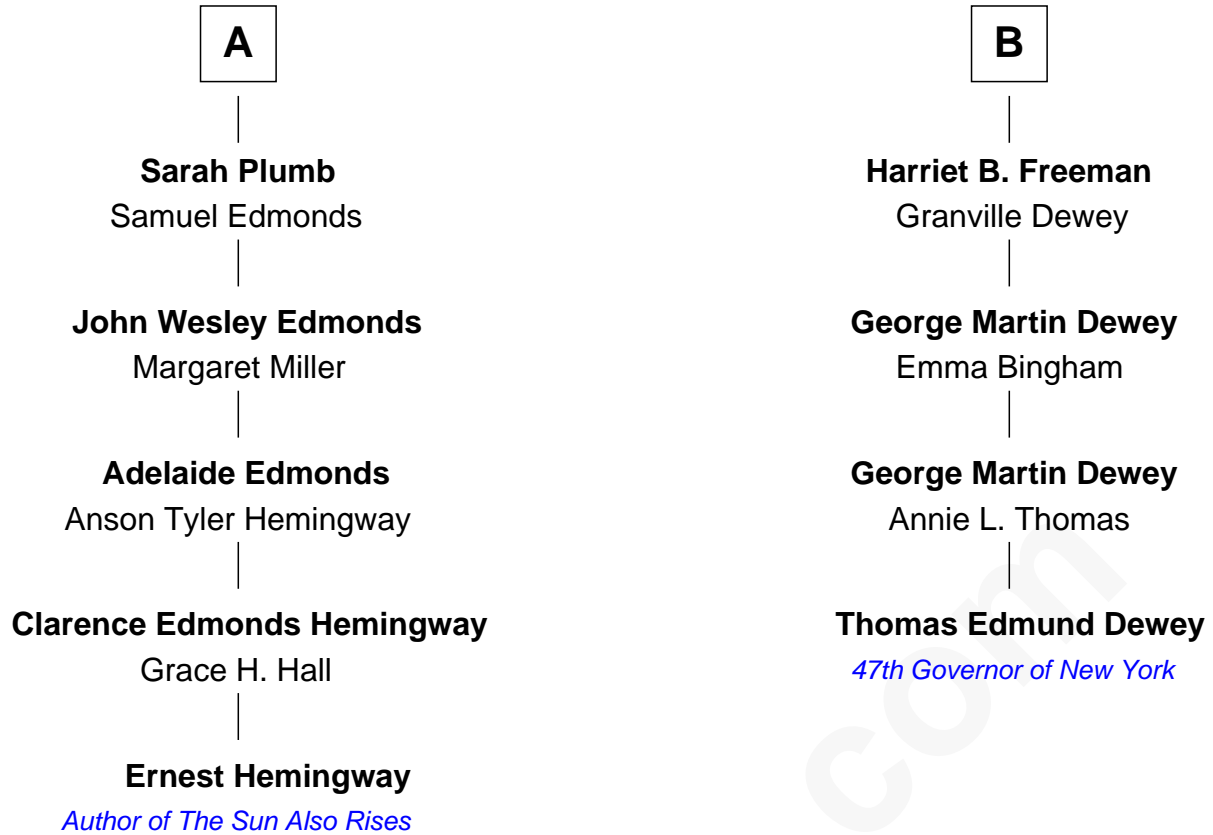 A
Sarah Plumb
Samuel Edmonds
John Wesley Edmonds
Margaret Miller
Adelaide Edmonds
Anson Tyler Hemingway
Clarence Edmonds Hemingway
Grace H. Hall
Ernest Hemingway
Author of The Sun Also Rises
B
Harriet B. Freeman
Granville Dewey
George Martin Dewey
Emma Bingham
George Martin Dewey
Annie L. Thomas
Thomas Edmund Dewey
47th Governor of New York
com